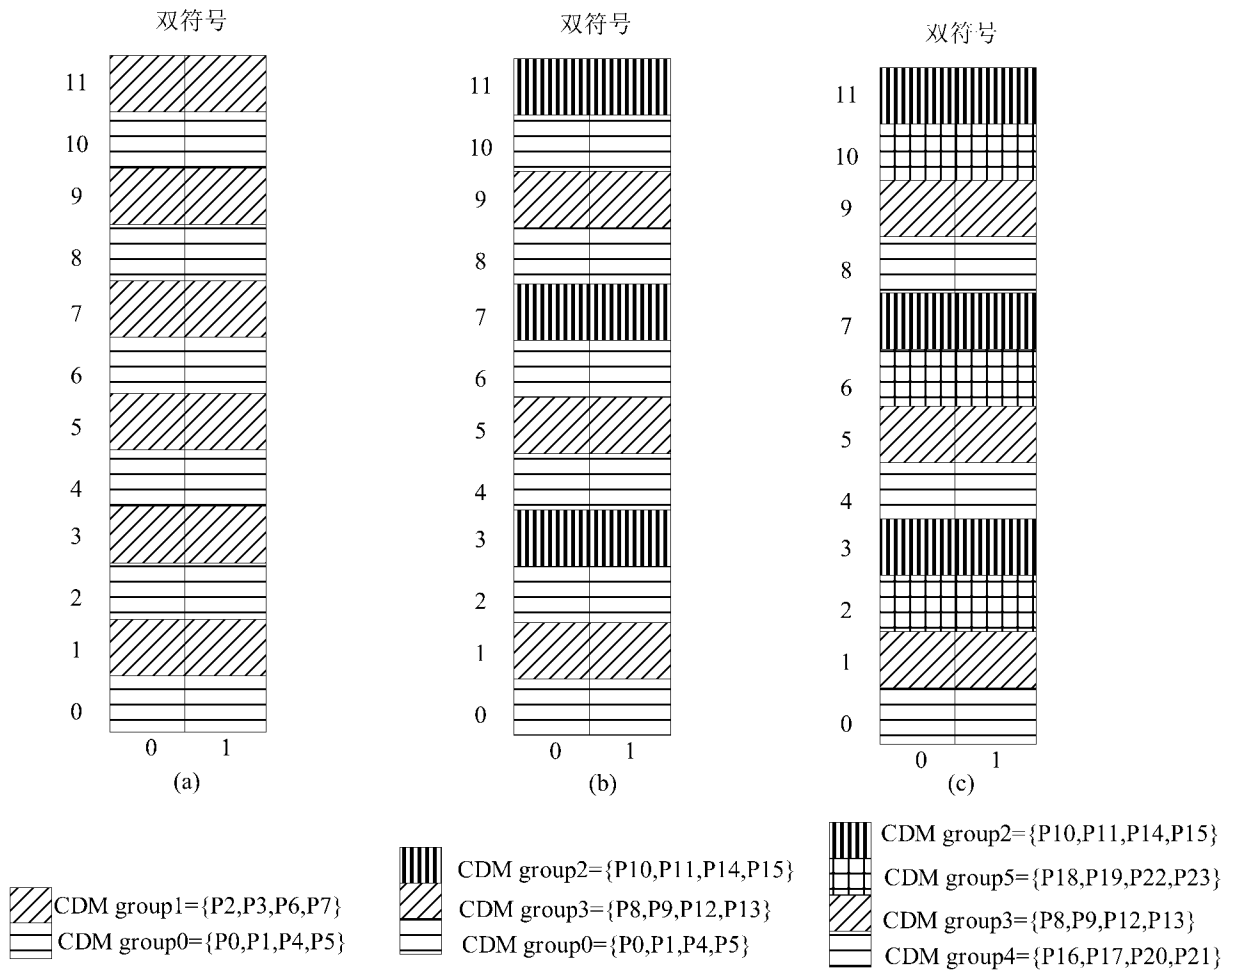 双符号
11
10
9
8
7
6
5
4
3
2
1
0
0 1
(a)
CDM group1={P2,P3,P6,P7}
CDM group0={P0,P1,P4,P5}
双符号
11
10
9
8
7
6
5
4
3
2
1
0
0 1
(b)
CDM group2={P10,P11,P14,P15}
CDM group3={P8,P9,P12,P13}
CDM group0={P0,P1,P4,P5}
双符号
11
10
9
8
7
6
5
4
3
2
1
0
0 1
(c)
CDM group2={P10,P11,P14,P15}
CDM group5={P18,P19,P22,P23}
CDM group3={P8,P9,P12,P13}
CDM group4={P16,P17,P20,P21}